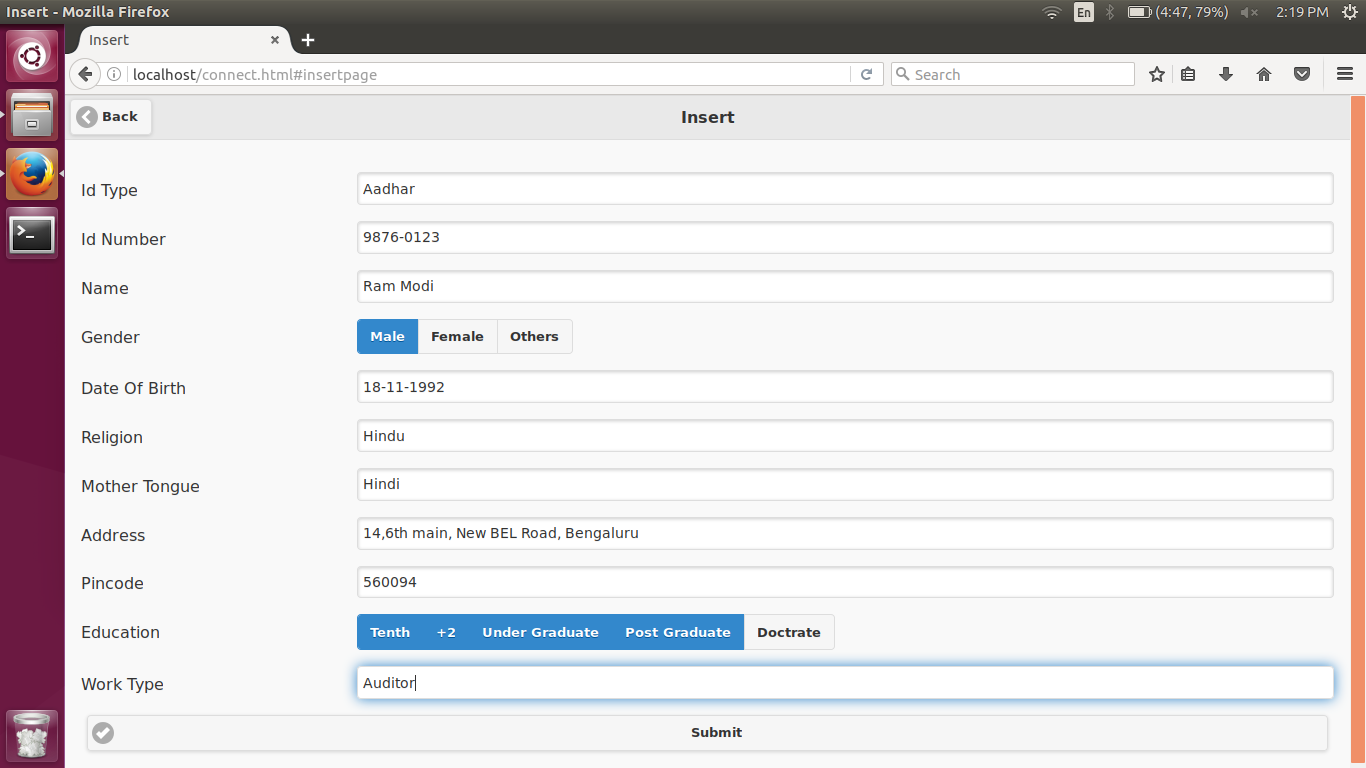 Insert - Mozilla Firefox
En (4:47, 79%) 2:19 PM
Insert
localhost/connect.html#insertpage Search
Back Insert
Id Type Aadhar
Id Number 9876-0123
Name Ram Modi
Gender Male Female Others
Date Of Birth 18-11-1992
Religion Hindu
Mother Tongue Hindi
Address 14,6th main, New BEL Road, Bengaluru
Pincode 560094
Education Tenth +2 Under Graduate Post Graduate Doctrate
Work Type Auditor
Submit